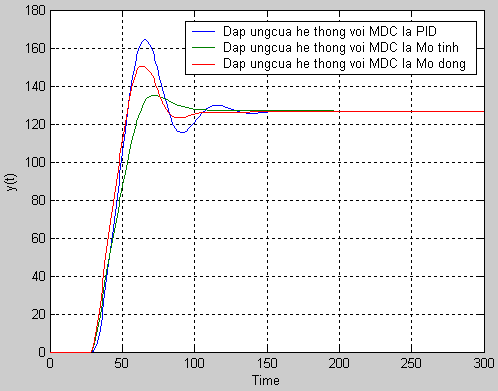 180
160
140
120
100
80
60
40
20
0
y(t)
Dap ungcua he thong voi MDC la PID
Dap ungcua he thong voi MDC la Mo tinh
Dap ungcua he thong voi MDC la Mo dong
0 50 100 150 200 250 300
Time